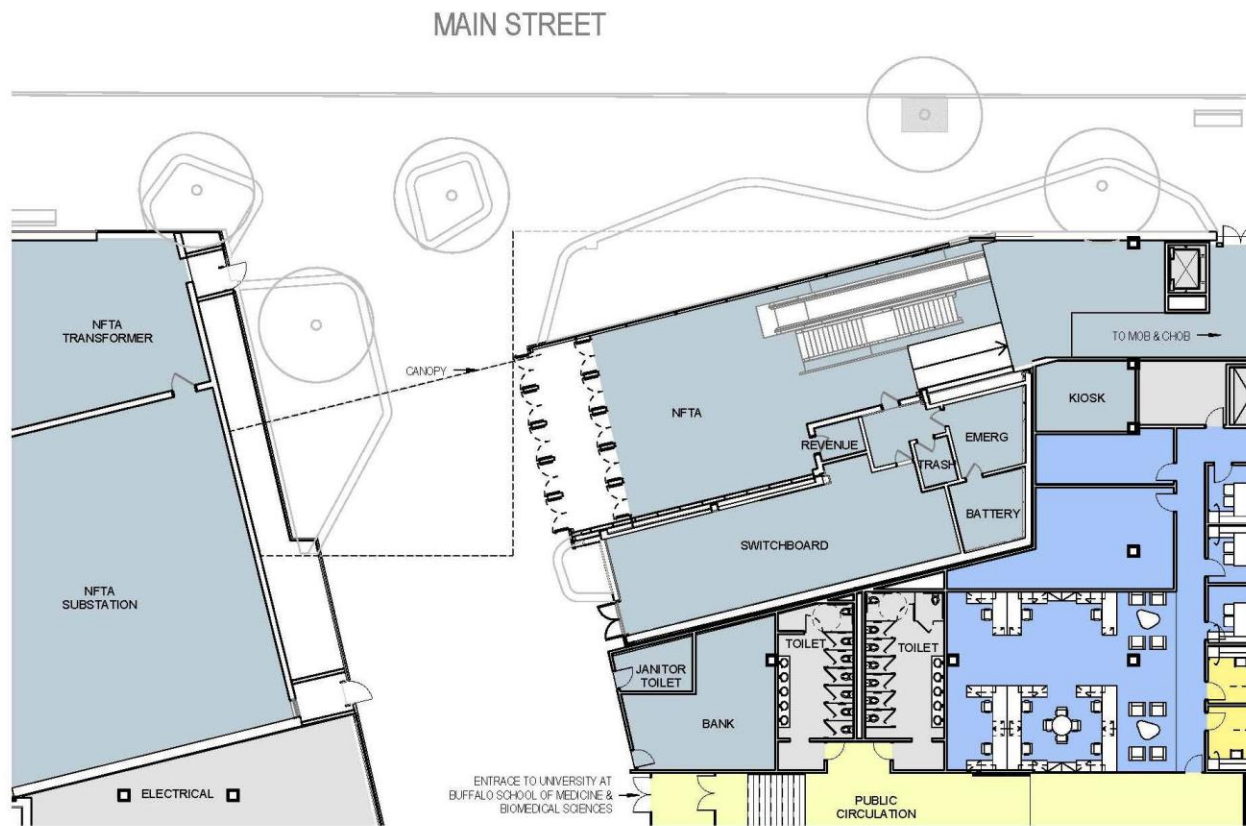 MAIN STREET
NFTA
TRANSFORMER
TO MOB & CHOB
CANOPY
KIOSK
NFTA
REVENUE
EMERG
TRASH
BATTERY
SWITCHBOARD
NFTA
SUBSTATION
TOILET
TOILET
JANITOR
TOILET
BANK
ENTRACE TO UNIVERSITY AT
BUFFALO SCHOOL OF MEDICINE &
BIOMEDICAL SCIENCES
ELECTRICAL
PUBLIC
CIRCULATION